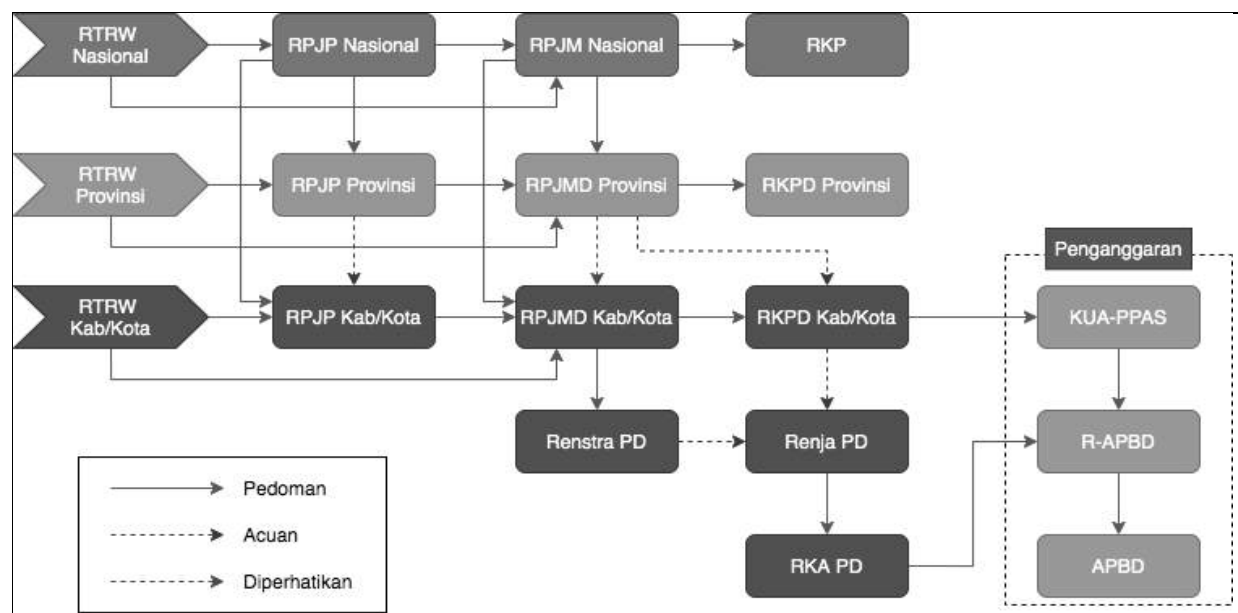 RTRW
Nasional
RPJP Nasional
RPJM Nasional
RKP
RTRW
Provinsi
RPJP Provinsi
RPJMD Provinsi
RKPD Provinsi
Penganggaran
RTRW
Kab/Kota
RPJP Kab/Kota
RPJMD Kab/Kota
RKPD Kab/Kota
KUA-PPAS
Renstra PD
Renja PD
R-APBD
Pedoman
Acuan
Diperhatikan
RKA PD
APBD